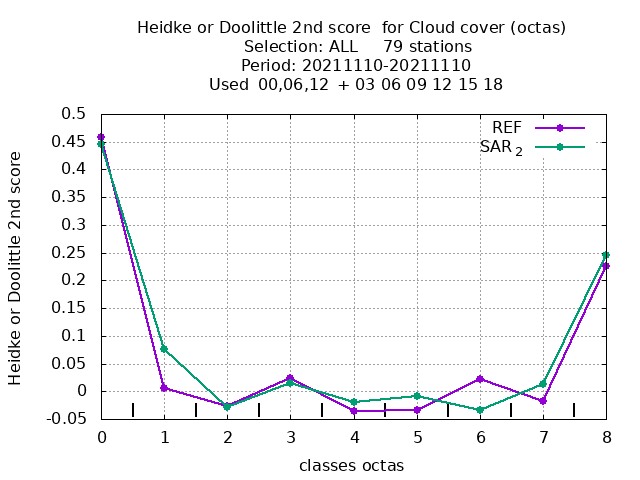 Heidke or Doolittle 2nd score  for Cloud cover (octas)
Selection: ALL     79 stations
Period: 20211110-20211110
Used  00,06,12  + 03 06 09 12 15 18
REF
SAR 2
Heidke or Doolittle 2nd score
0.5
0.45
0.4
0.35
0.3
0.25
0.2
0.15
0.1
0.05
0
-0.05
0 1 2 3 4 5 6 7 8
classes octas